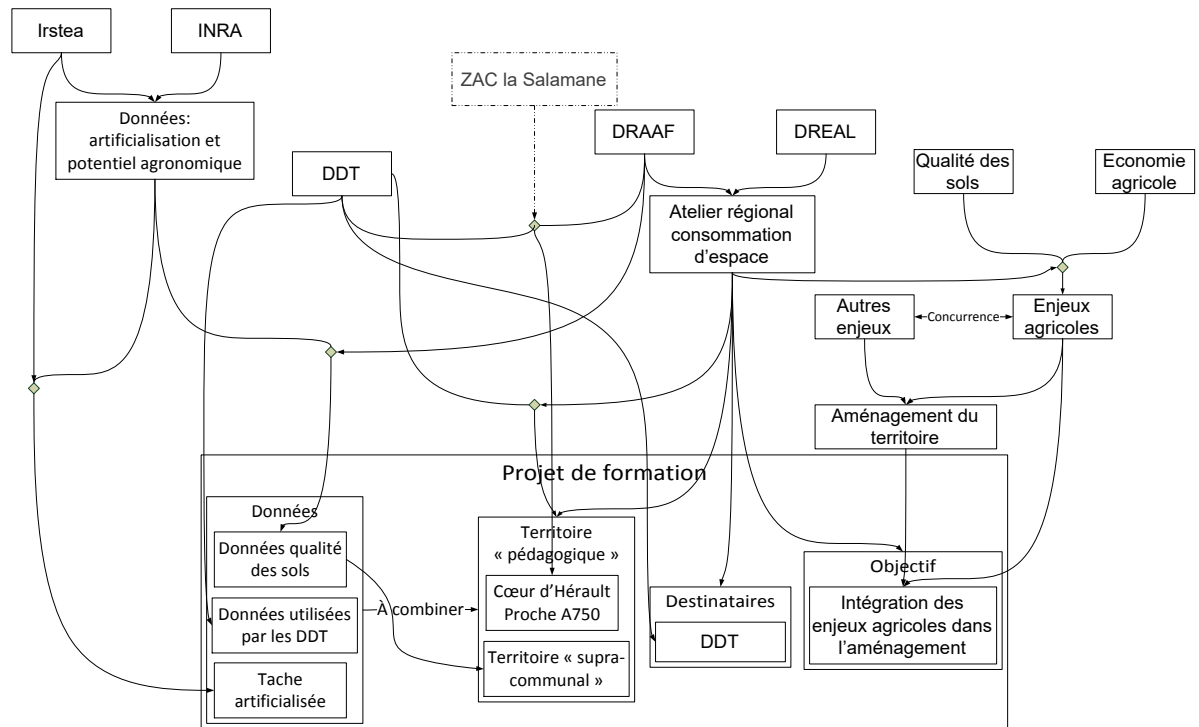 Irstea
INRA
ZAC la Salamane
Données:
artificialisation et
potentiel agronomique
DRAAF
DREAL
DDT
Qualité des
sols
Economie
agricole
Atelier régional
consommation
d’espace
Autres
enjeux
Concurrence
Enjeux
agricoles
Aménagement du
territoire
Projet de formation
Données
Données qualité
des sols
Données utilisées
par les DDT
Tache
artificialisée
À combiner
Territoire
« pédagogique »
Cœur d’Hérault
Proche A750
Territoire « supra-
communal »
Destinataires
DDT
Objectif
Intégration des
enjeux agricoles dans
l’aménagement